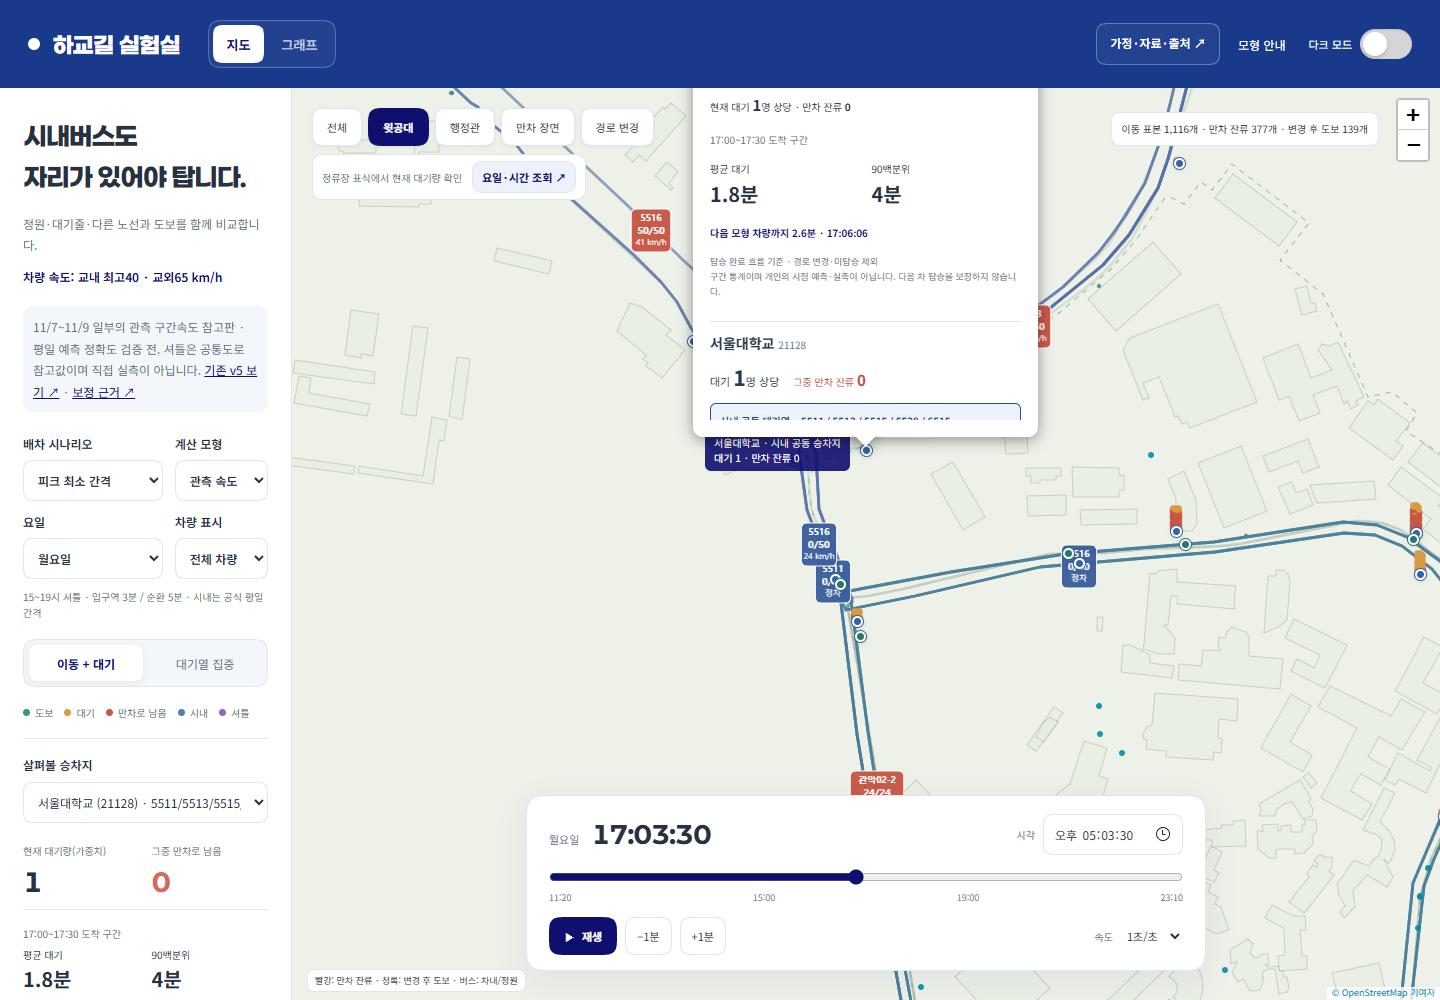 하교길 실험실
지도
그래프
가정·자료·출처 ↗
모형 안내
다크 모드
시내버스도
자리가 있어야 탑니다.
정원·대기줄·다른 노선과 도보를 함께 비교합니
다.
차량 속도: 교내 최고40 · 교외65 km/h
11/7~11/9 일부의 관측 구간속도 참고판 ·
평일 예측 정확도 검증 전. 셔틀은 공통도로
참고값이며 직접 실측이 아닙니다. 기존 v5 보
기 ↗ · 보정 근거 ↗
배차 시나리오
계산 모형
피크 최소 간격
관측 속도
요일
차량 표시
월요일
전체 차량
15~19시 셔틀 · 입구역 3분 / 순환 5분 · 시내는 공식 평일
간격
이동 + 대기
대기열 집중
도보
대기
만차로 남음
시내
셔틀
살펴볼 승차지
서울대학교 (21128) · 5511/5513/5515/
현재 대기량(가중치)
그중 만차로 남음
1
0
17:00~17:30 도착 구간
평균 대기
90백분위
1.8분
4분
전체
윗공대
행정관
만차 장면
경로 변경
정류장 표식에서 현재 대기량 확인
요일·시간 조회 ↗
이동 표본 1,116개 · 만차 잔류 377개 · 변경 후 도보 139개
+
−
5516
50/50
41 km/h
현재 대기 1명 상당 · 만차 잔류 0
17:00~17:30 도착 구간
평균 대기
90백분위
1.8분
4분
다음 모형 차량까지 2.6분 · 17:06:06
탑승 완료 흐름 기준 · 경로 변경·미탑승 제외
구간 통계이며 개인의 시점 예측·실측이 아닙니다. 다음 차 탑승을 보장하지 않습니
다.
서울대학교 21128
대기 1명 상당
그중 만차 잔류 0
서울대학교 · 시내 공동 승차지
대기 1 · 만차 잔류 0
5516
0/50
24 km/h
5511
정차
정차
관악02-2
24/24
월요일
17:03:30
시각
오후 05:03:30
11:20
15:00
19:00
23:10
▶ 재생
−1분
+1분
속도
1초/초
빨강: 만차 잔류 · 청록: 변경 후 도보 · 버스: 차내/정원
© OpenStreetMap 기여자